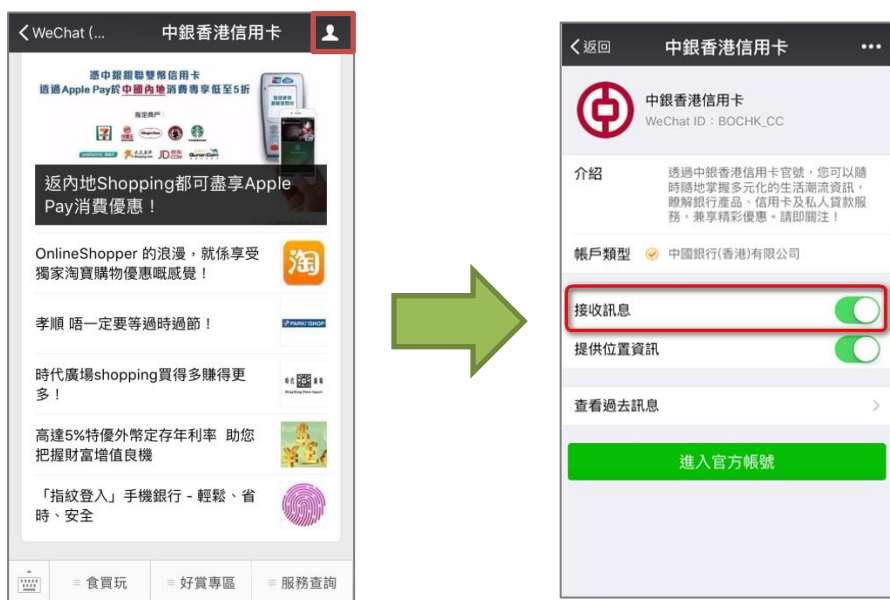 WeChat (...
中銀香港信用卡
憑中銀銀聯雙幣信用卡
透過Apple Pay於中國內地消費專享低至5折
指定商戶:
返內地Shopping都可盡享Apple
Pay消費優惠！
OnlineShopper 的浪漫，就係享受
獨家淘寶購物優惠嘅感覺！
淘
孝順 唔一定要等過時過節！
PARKnSHOP
時代廣場shopping買得多賺得更
多！
時代廣場
高達5%特優外幣定存年利率 助您
把握財富增值良機
「指紋登入」手機銀行 - 輕鬆、省
時、安全
食買玩
好賞專區
服務查詢
返回
中銀香港信用卡
中銀香港信用卡
WeChat ID：BOCHK_CC
介紹
透過中銀香港信用卡官號，您可以隨
時隨地掌握多元化的生活潮流資訊，
瞭解銀行產品、信用卡及私人貸款服
務，兼享精彩優惠。請即關注！
帳戶類型
中國銀行(香港)有限公司
接收訊息
提供位置資訊
查看過去訊息
進入官方帳號